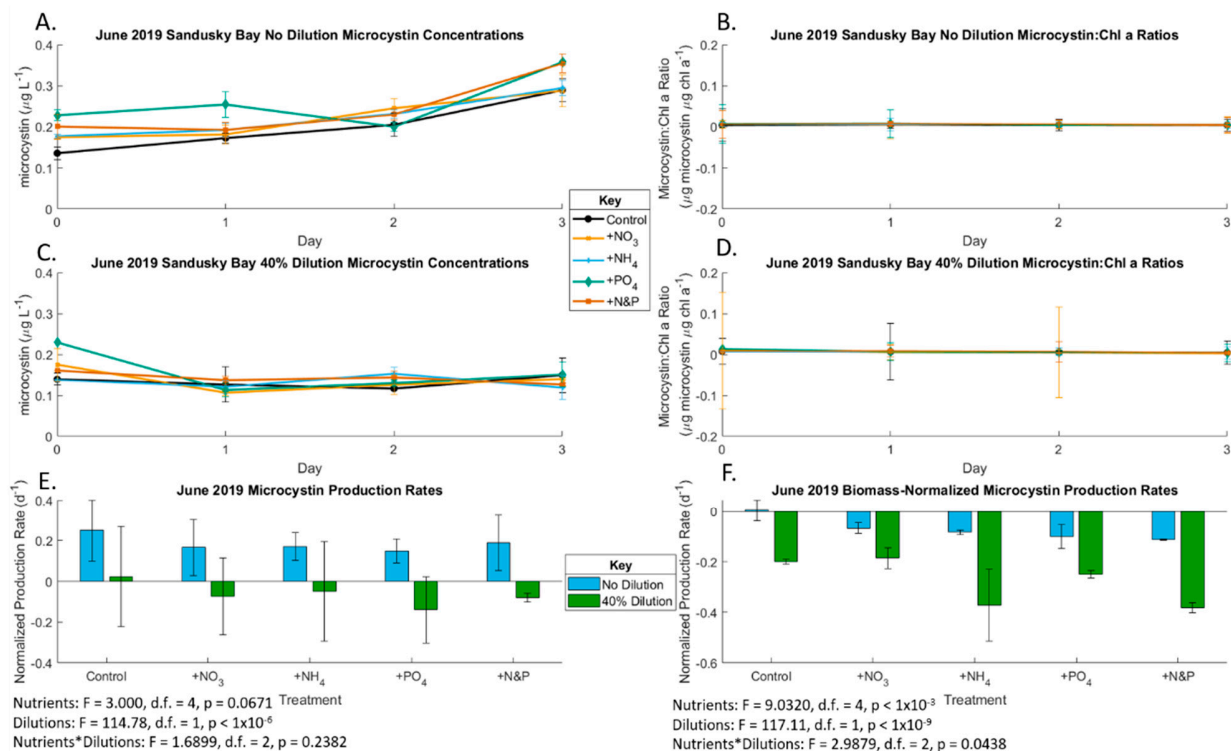 A.
June 2019 Sandusky Bay No Dilution Microcystin Concentrations
microcystin (μg L⁻¹)
0.4
0.3
0.2
0.1
0
0 1 2 3
Day
B.
June 2019 Sandusky Bay No Dilution Microcystin:Chl a Ratios
Microcystin:Chl a Ratio
(μg microcystin μg chl a⁻¹)
0.2
0.1
0
-0.1
-0.2
0 1 2 3
Day
Key
Control
+NO₃
+NH₄
+PO₄
+N&P
C.
June 2019 Sandusky Bay 40% Dilution Microcystin Concentrations
microcystin (μg L⁻¹)
0.4
0.3
0.2
0.1
0
0 1 2 3
Day
D.
June 2019 Sandusky Bay 40% Dilution Microcystin:Chl a Ratios
Microcystin:Chl a Ratio
(μg microcystin μg chl a⁻¹)
0.2
0.1
0
-0.1
-0.2
0 1 2 3
Day
E.
June 2019 Microcystin Production Rates
Normalized Production Rate (d⁻¹)
0.4
0.2
0
-0.2
-0.4
Control +NO₃ +NH₄ +PO₄ +N&P
Treatment
Key
No Dilution
40% Dilution
F.
June 2019 Biomass-Normalized Microcystin Production Rates
Normalized Production Rate (d⁻¹)
0
-0.2
-0.4
-0.6
Control +NO₃ +NH₄ +PO₄ +N&P
Treatment
Nutrients: F = 3.000, d.f. = 4, p = 0.0671
Dilutions: F = 114.78, d.f. = 1, p < 1x10⁻⁶
Nutrients*Dilutions: F = 1.6899, d.f. = 2, p = 0.2382
Nutrients: F = 9.0320, d.f. = 4, p < 1x10⁻³
Dilutions: F = 117.11, d.f. = 1, p < 1x10⁻⁹
Nutrients*Dilutions: F = 2.9879, d.f. = 2, p = 0.0438